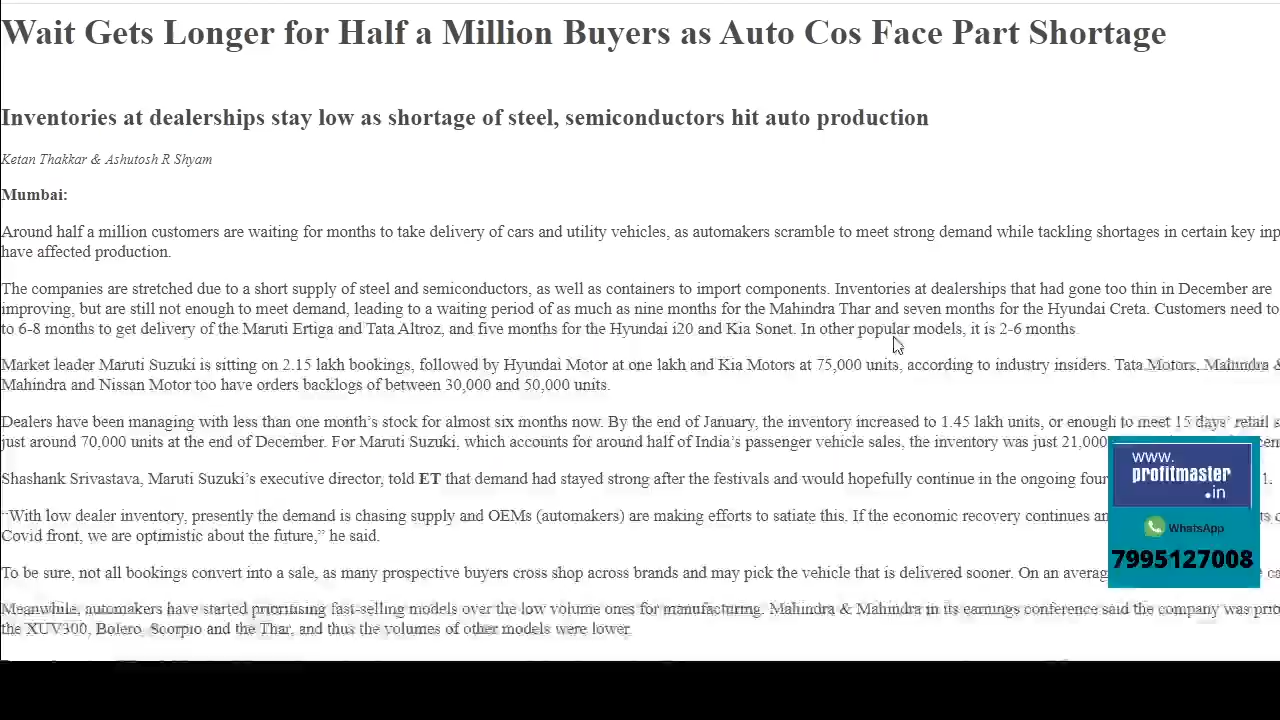 Wait Gets Longer for Half a Million Buyers as Auto Cos Face Part Shortage
Inventories at dealerships stay low as shortage of steel, semiconductors hit auto production
Ketan Thakkar & Ashutosh R Shyam
Mumbai:
Around half a million customers are waiting for months to take delivery of cars and utility vehicles, as automakers scramble to meet strong demand while tackling shortages in certain key inp
have affected production.
The companies are stretched due to a short supply of steel and semiconductors, as well as containers to import components. Inventories at dealerships that had gone too thin in December are
improving, but are still not enough to meet demand, leading to a waiting period of as much as nine months for the Mahindra Thar and seven months for the Hyundai Creta. Customers need to
to 6-8 months to get delivery of the Maruti Ertiga and Tata Altroz, and five months for the Hyundai i20 and Kia Sonet. In other popular models, it is 2-6 months
Market leader Maruti Suzuki is sitting on 2.15 lakh bookings, followed by Hyundai Motor at one lakh and Kia Motors at 75,000 units, according to industry insiders. Tata Motors, Mahindra &
Mahindra and Nissan Motor too have orders backlogs of between 30,000 and 50,000 units.
Dealers have been managing with less than one month's stock for almost six months now. By the end of January, the inventory increased to 1.45 lakh units, or enough to meet 15 days' retail s
just around 70,000 units at the end of December. For Maruti Suzuki, which accounts for around half of India's passenger vehicle sales, the inventory was just 21,000
Shashank Srivastava, Maruti Suzuki's executive director, told ET that demand had stayed strong after the festivals and would hopefully continue in the ongoing four 1.
“With low dealer inventory, presently the demand is chasing supply and OEMs (automakers) are making efforts to satiate this. If the economic recovery continues an
Covid front, we are optimistic about the future,” he said.
To be sure, not all bookings convert into a sale, as many prospective buyers cross shop across brands and may pick the vehicle that is delivered sooner. On an averag
Meanwhile, automakers have started prioritising fast-selling models over the low volume ones for manufacturing. Mahindra & Mahindra in its earnings conference said the company was prio
the XUV300, Bolero, Scorpio and the Thar, and thus the volumes of other models were lower
www.
profitmaster
.in
WhatsApp
7995127008